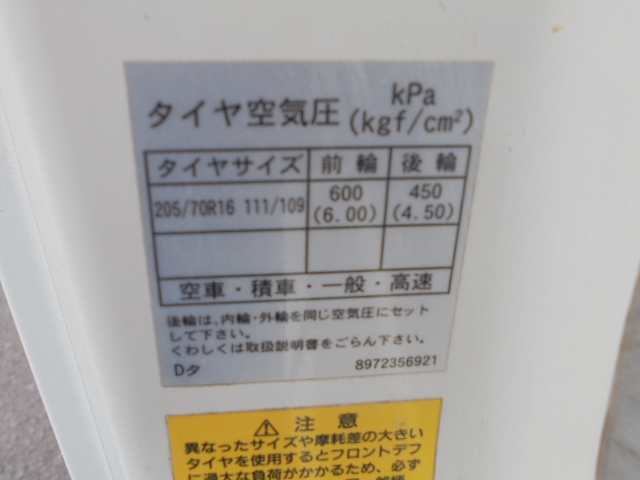 タイヤ空気圧 kPa
(kgf/cm²)
タイヤサイズ 前輪 後輪
205/70R16 111/109 600 450
(6.00) (4.50)
空車・積車・一般・高速
後輪は、内輪・外輪を同じ空気圧にセット
して下さい。
くわしくは取扱説明書をごらん下さい。
Dタ 8972356921
⚠ 注意
異なったサイズや摩耗差の大きい
タイヤを使用するとフロントデフ
に過大な負荷がかかるため、必ず